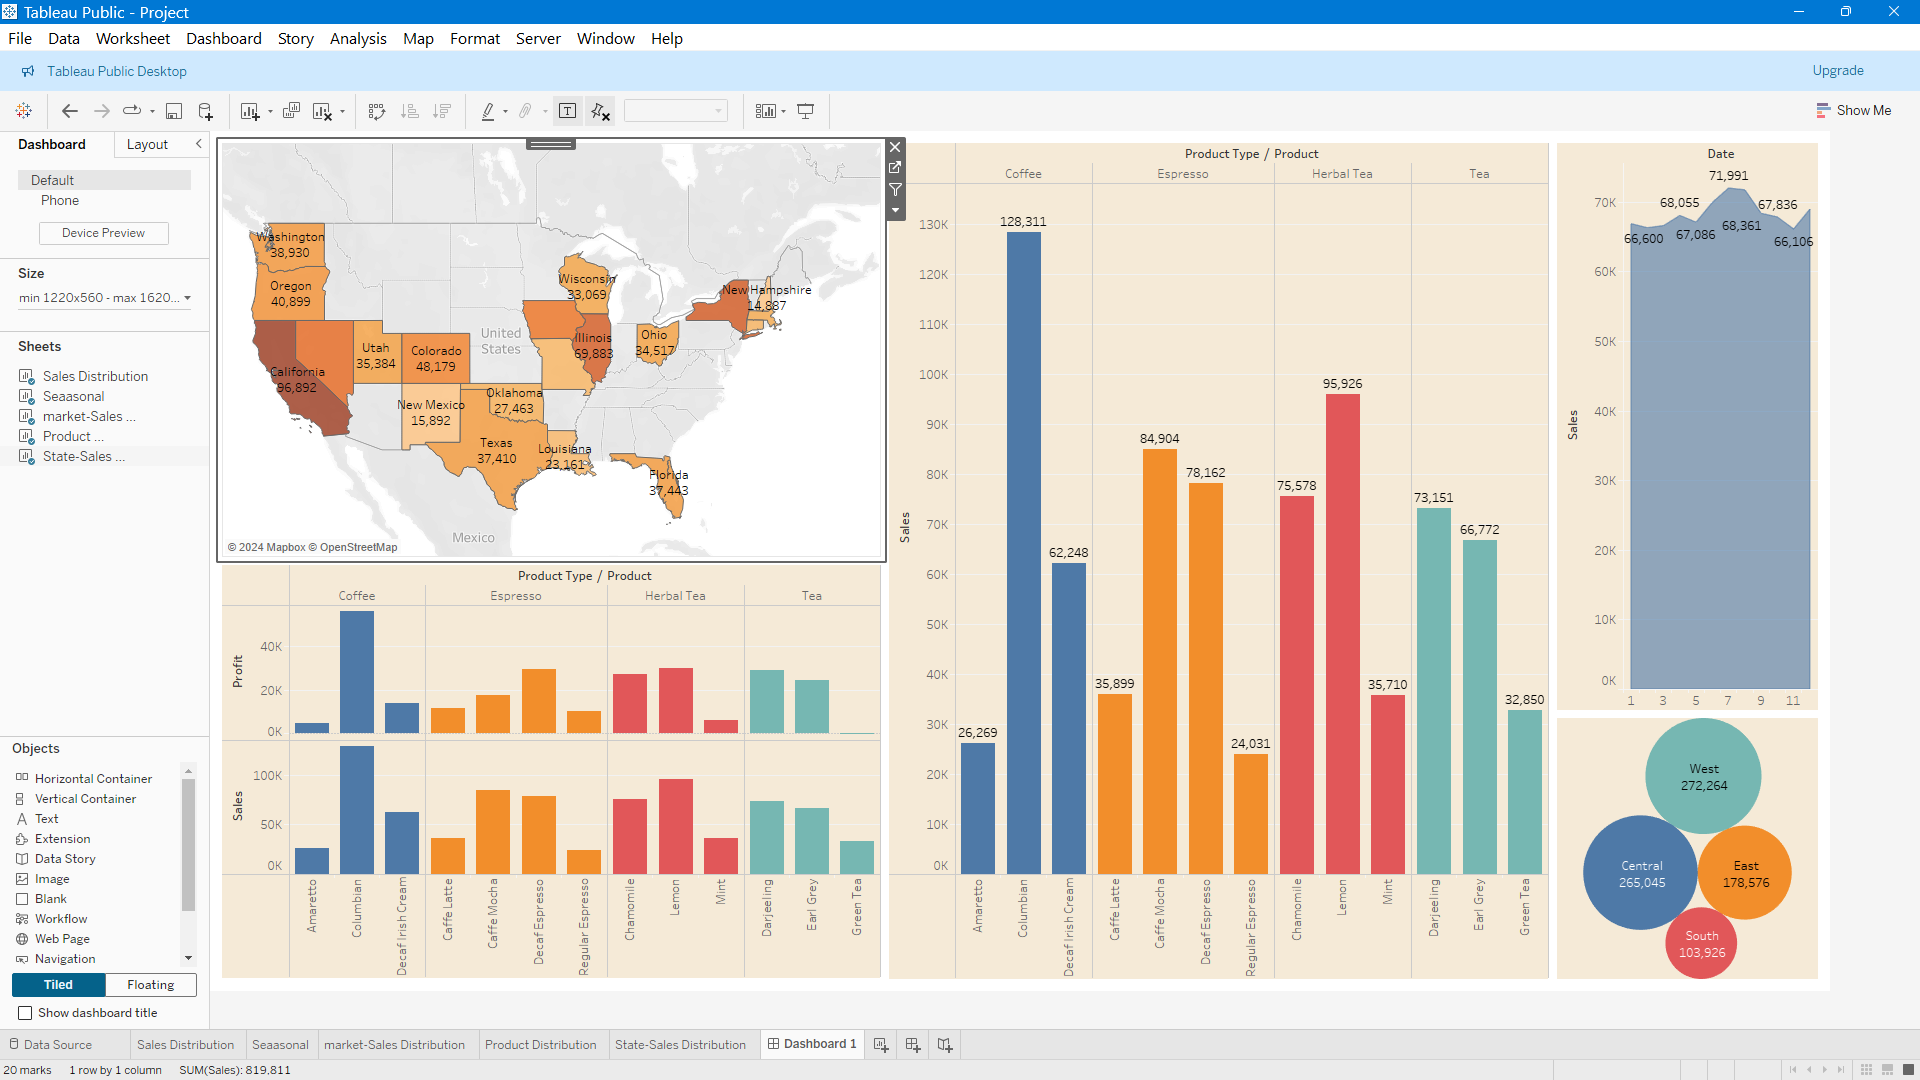 Tableau Public - Project
File Data Worksheet Dashboard Story Analysis Map Format Server Window Help
Tableau Public Desktop
Upgrade
Show Me
Dashboard Layout
Default
Phone
Device Preview
Size
min 1220x560 - max 1620...
Sheets
Sales Distribution
Seaasonal
market-Sales ...
Product ...
State-Sales ...
Objects
Horizontal Container
Vertical Container
Text
Extension
Data Story
Image
Blank
Workflow
Web Page
Navigation
Tiled Floating
Show dashboard title
Washington
38,930
Oregon
40,899
California
96,892
Utah
35,384
Colorado
48,179
United
States
New Mexico
15,892
Oklahoma
27,463
Texas
37,410
Louisiana
23,161
Wisconsin
33,069
Illinois
69,883
Ohio
34,517
New Hampshire
14,887
Florida
37,443
Mexico
© 2024 Mapbox © OpenStreetMap
Product Type / Product
Coffee Espresso Herbal Tea Tea
Profit
40K
20K
0K
Sales
100K
50K
0K
Amaretto
Columbian
Decaf Irish Cream
Caffe Latte
Caffe Mocha
Decaf Espresso
Regular Espresso
Chamomile
Lemon
Mint
Darjeeling
Earl Grey
Green Tea
Product Type / Product
Coffee Espresso Herbal Tea Tea
Sales
130K
120K
110K
100K
90K
80K
70K
60K
50K
40K
30K
20K
10K
0K
26,269
128,311
62,248
35,899
84,904
78,162
24,031
75,578
95,926
35,710
73,151
66,772
32,850
Amaretto
Columbian
Decaf Irish Cream
Caffe Latte
Caffe Mocha
Decaf Espresso
Regular Espresso
Chamomile
Lemon
Mint
Darjeeling
Earl Grey
Green Tea
Date
Sales
70K
60K
50K
40K
30K
20K
10K
0K
66,600
68,055
67,086
71,991
68,361
67,836
66,106
1 3 5 7 9 11
West
272,264
Central
265,045
East
178,576
South
103,926
Data Source Sales Distribution Seaasonal market-Sales Distribution Product Distribution State-Sales Distribution Dashboard 1
20 marks 1 row by 1 column SUM(Sales): 819,811